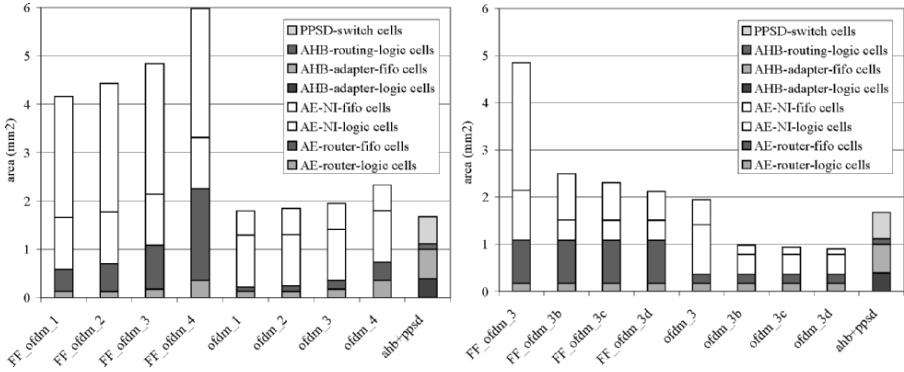 6
5
4
3
2
1
0
area (mm2)
PPSD-switch cells
AHB-routing-logic cells
AHB-adapter-fifo cells
AHB-adapter-logic cells
AE-NI-fifo cells
AE-NI-logic cells
AE-router-fifo cells
AE-router-logic cells
FF_ofdm_1
FF_ofdm_2
FF_ofdm_3
FF_ofdm_4
ofdm_1
ofdm_2
ofdm_3
ofdm_4
ahb+ppsd
6
5
4
3
2
1
0
area (mm2)
PPSD-switch cells
AHB-routing-logic cells
AHB-adapter-fifo cells
AHB-adapter-logic cells
AE-NI-fifo cells
AE-NI-logic cells
AE-router-fifo cells
AE-router-logic cells
FF_ofdm_3
FF_ofdm_3b
FF_ofdm_3c
FF_ofdm_3d
ofdm_3
ofdm_3b
ofdm_3c
ofdm_3d
ahb+ppsd